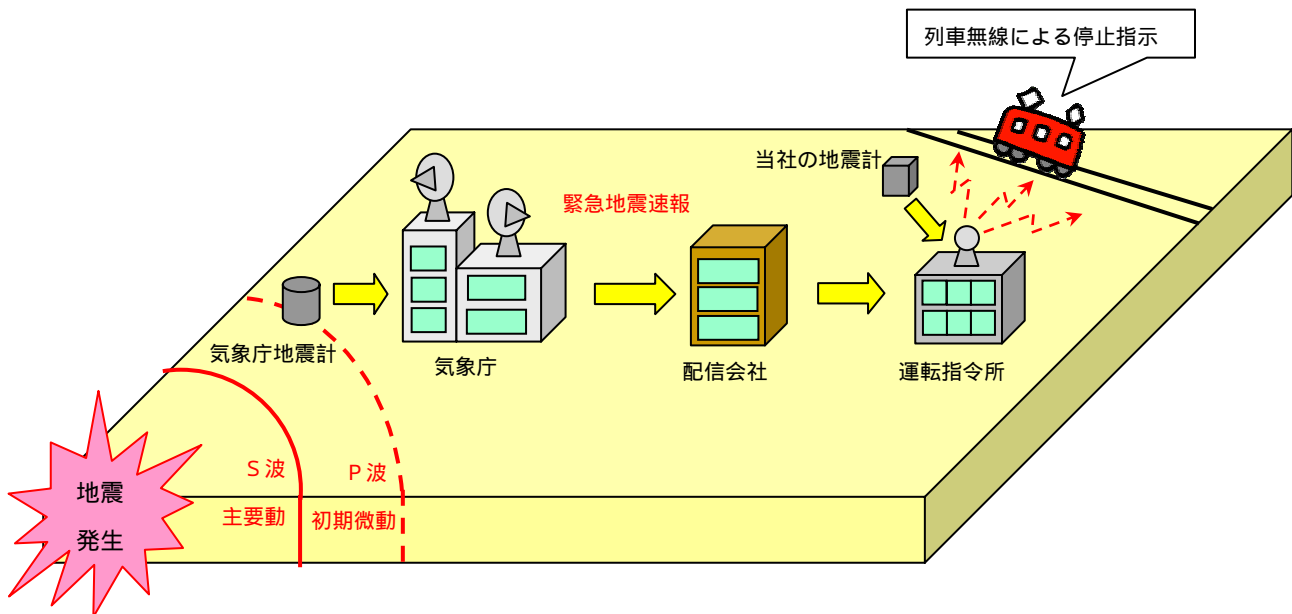 列車無線による停止指示
当社の地震計
緊急地震速報
気象庁地震計
気象庁
配信会社
運転指令所
S波
P波
地震
発生
主要動
初期微動